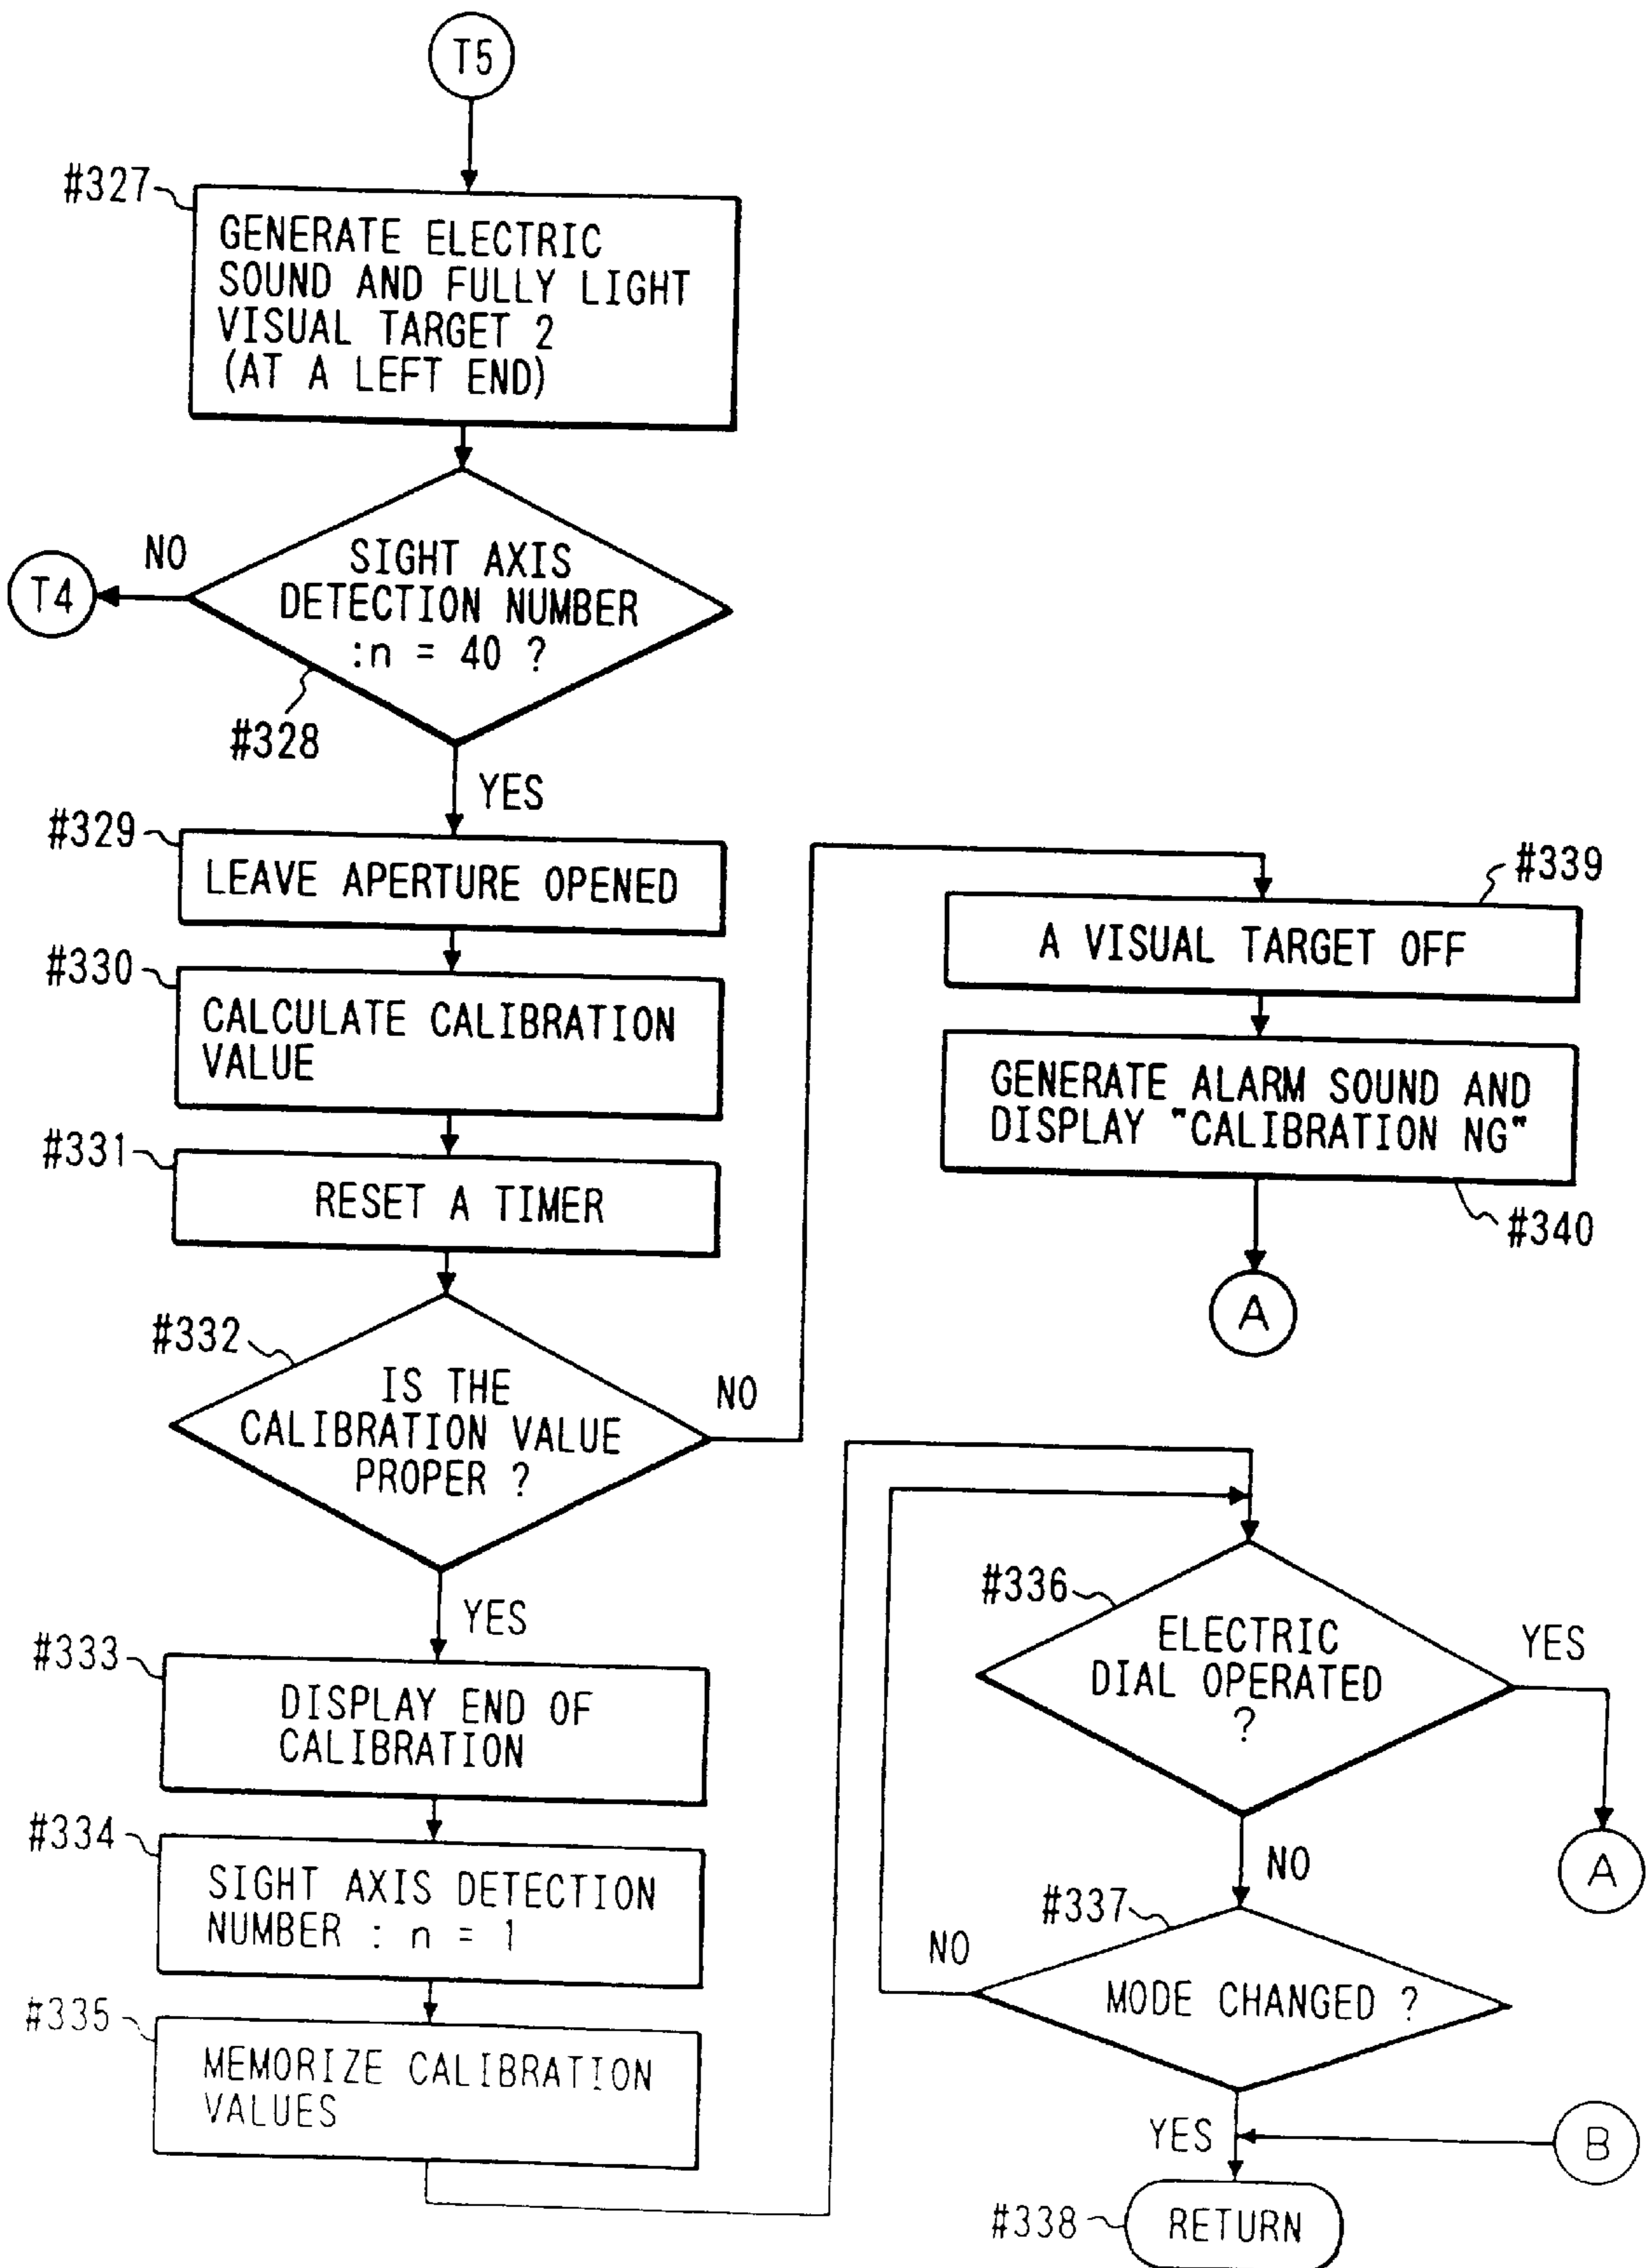 T5
#327
GENERATE ELECTRIC
SOUND AND FULLY LIGHT
VISUAL TARGET 2
(AT A LEFT END)
T4
NO
SIGHT AXIS
DETECTION NUMBER
:n = 40 ?
#328
YES
#329
LEAVE APERTURE OPENED
#330
CALCULATE CALIBRATION
VALUE
#331
RESET A TIMER
#332
IS THE
CALIBRATION VALUE
PROPER ?
NO
YES
#333
DISPLAY END OF
CALIBRATION
#334
SIGHT AXIS DETECTION
NUMBER : n = 1
#335
MEMORIZE CALIBRATION
VALUES
#339
A VISUAL TARGET OFF
GENERATE ALARM SOUND AND
DISPLAY "CALIBRATION NG"
#340
A
#336
ELECTRIC
DIAL OPERATED
?
YES
A
NO
#337
NO
MODE CHANGED ?
YES
B
#338
RETURN